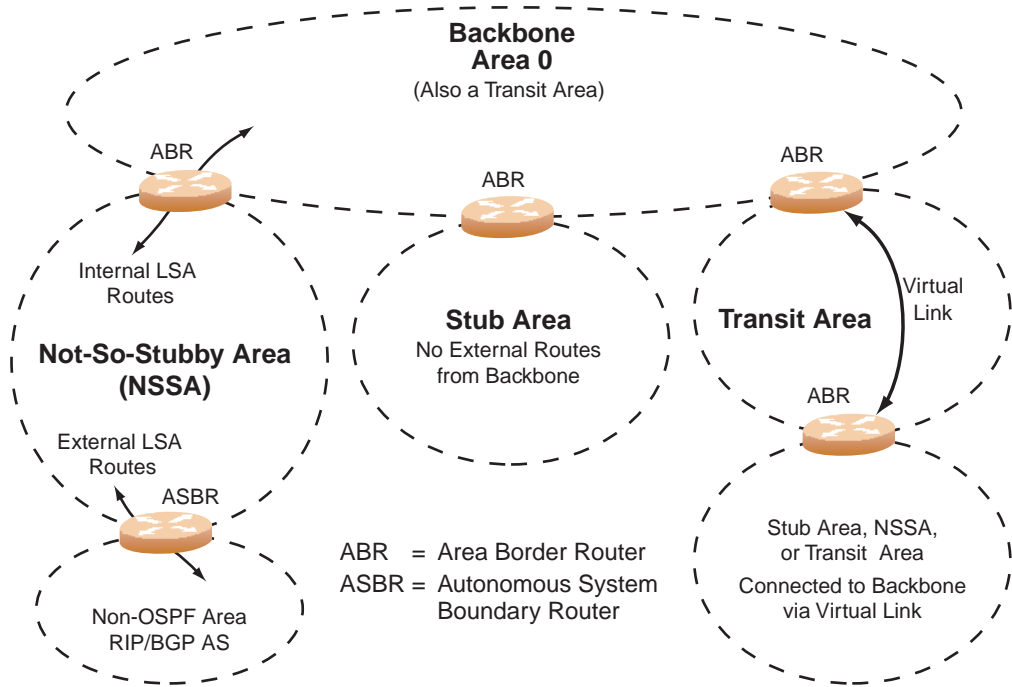 Backbone
Area 0
(Also a Transit Area)
ABR
ABR
ABR
Internal LSA
Routes
Virtual
Link
Stub Area
No External Routes
from Backbone
Transit Area
Not-So-Stubby Area
(NSSA)
ABR
External LSA
Routes
ASBR
ABR = Area Border Router
ASBR = Autonomous System
Boundary Router
Stub Area, NSSA,
or Transit Area
Connected to Backbone
via Virtual Link
Non-OSPF Area
RIP/BGP AS